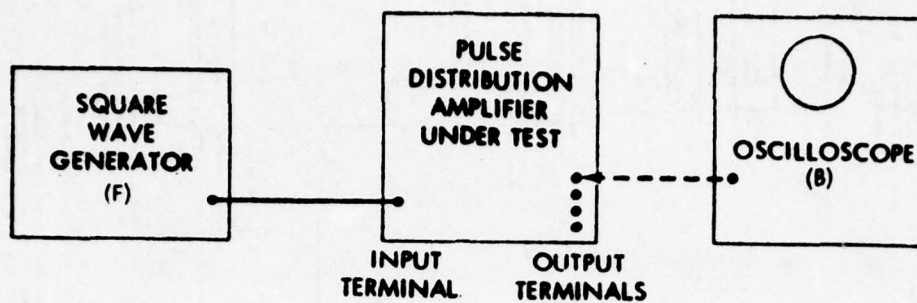 SQUARE
WAVE
GENERATOR
(F)
PULSE
DISTRIBUTION
AMPLIFIER
UNDER TEST
OSCILLOSCOPE
(B)
INPUT
TERMINAL
OUTPUT
TERMINALS